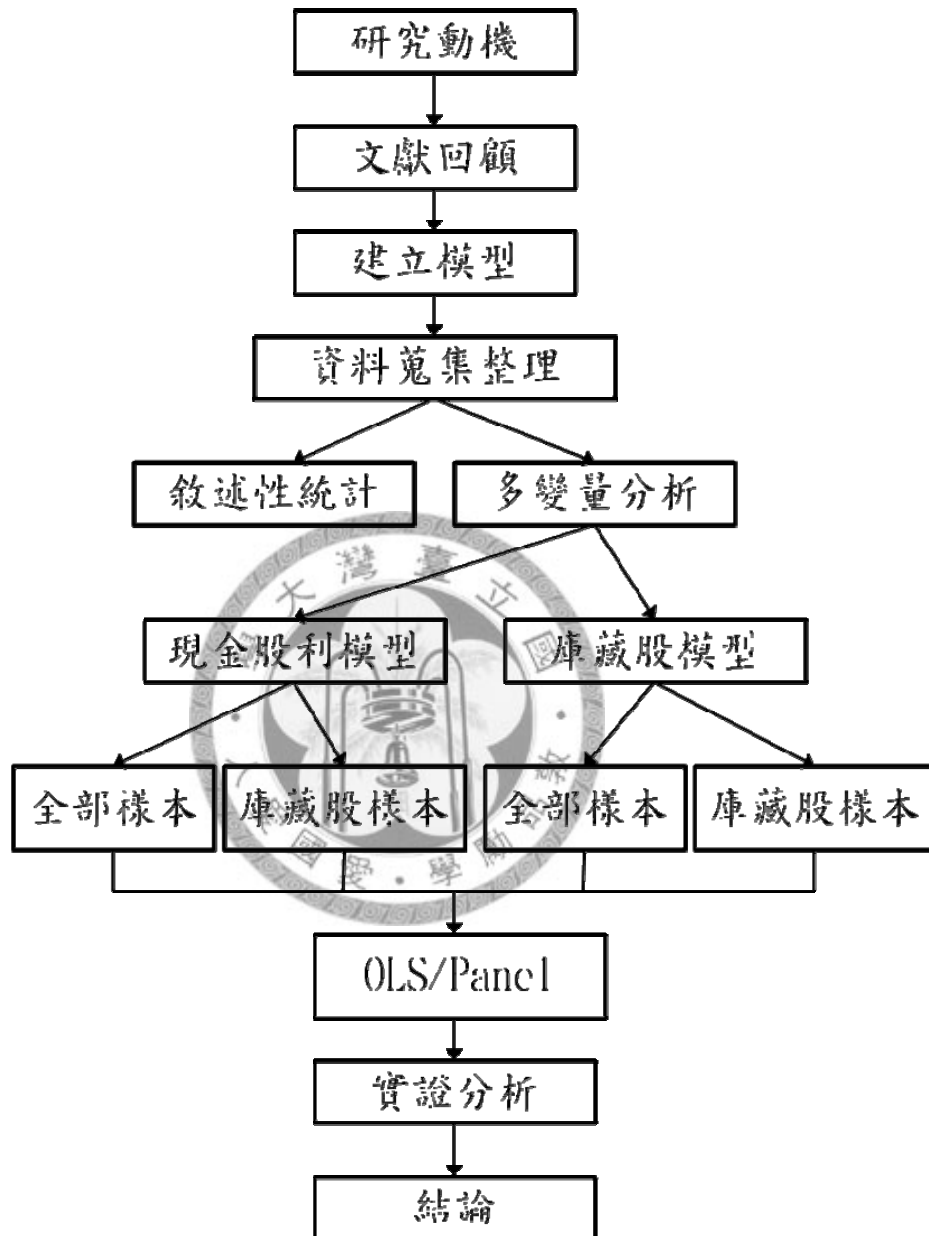 研究動機
文獻回顧
建立模型
資料蒐集整理
敘述性統計
多變量分析
現金股利模型
庫藏股模型
全部樣本
庫藏股樣本
全部樣本
庫藏股樣本
OLS/Panel
實證分析
結論